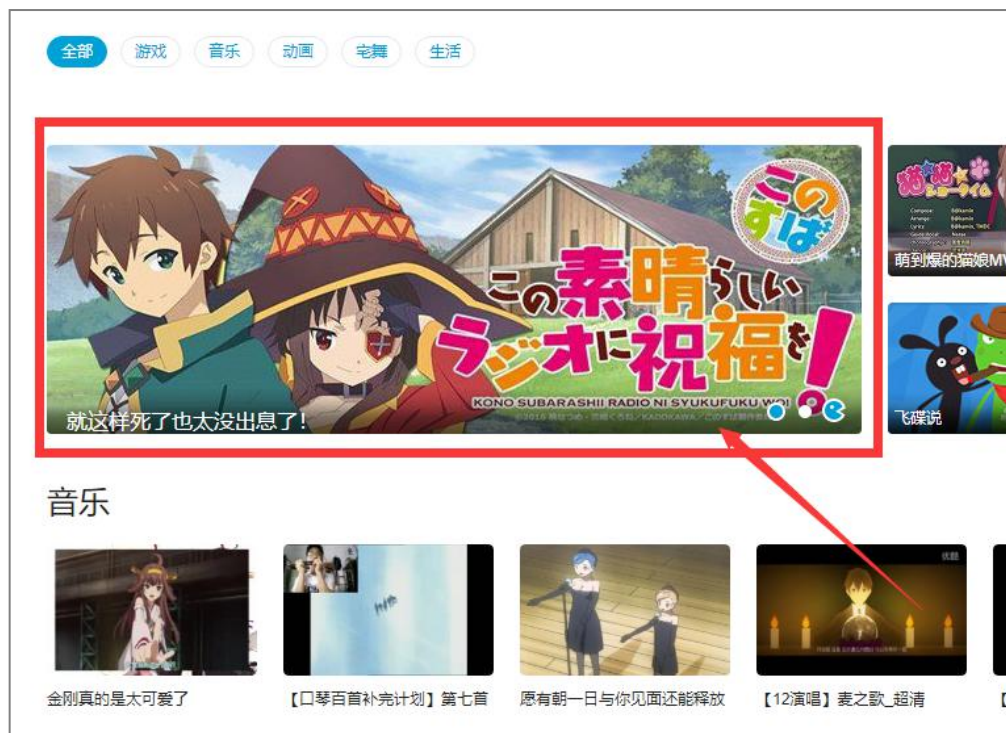 全部
游戏
音乐
动画
宅舞
生活
このすば
この素晴らしい
ラジオに祝福を!
KONO SUBARASHII RADIO NI SYUKUFUKU WO!
就这样死了也太没出息了!
萌到爆的猫娘MV
飞碟说
音乐
金刚真的是太可爱了
【口琴百首补完计划】第七首
愿有朝一日与你见面还能释放
【12演唱】麦之歌_超清
优酷